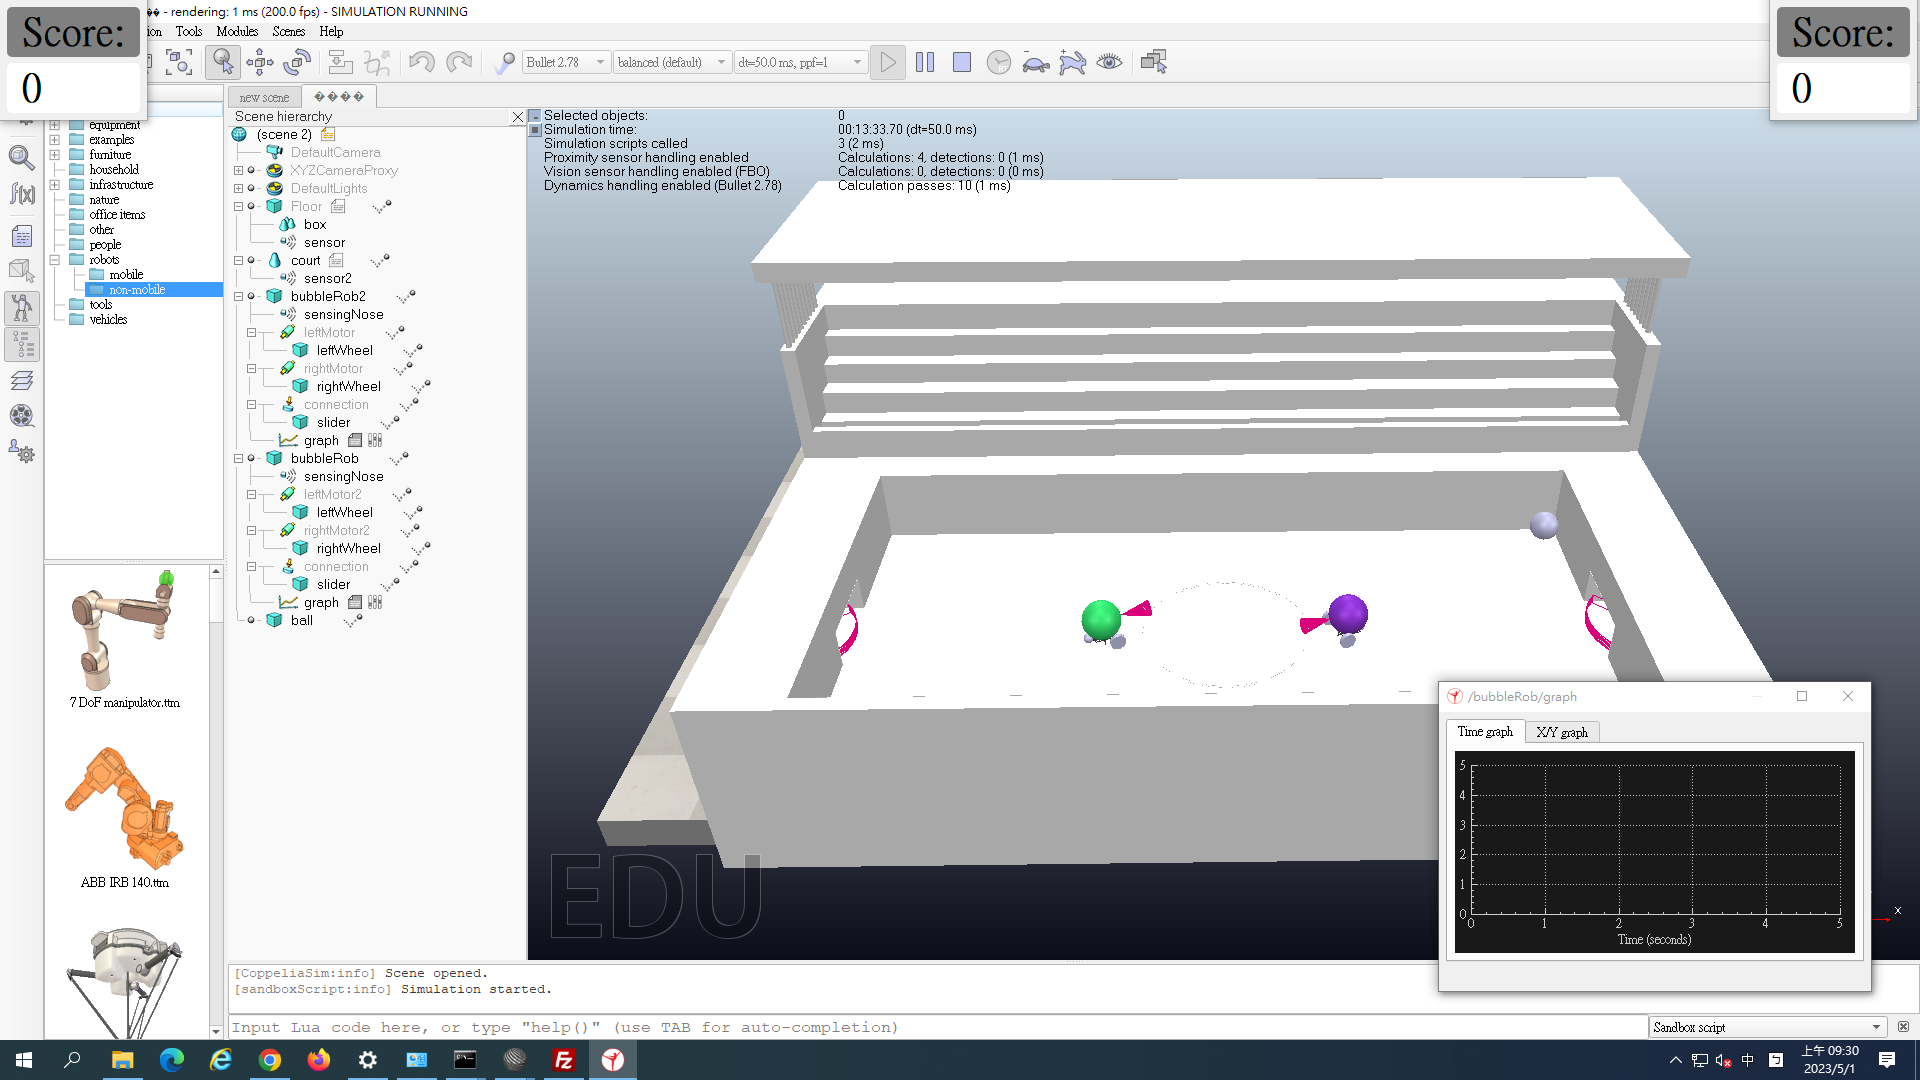 Score:
0
- rendering: 1 ms (200.0 fps) - SIMULATION RUNNING
Tools Modules Scenes Help
Score:
0
Bullet 2.78
balanced (default)
dt=50.0 ms, ppf=1
new scene
equipment
examples
furniture
household
infrastructure
nature
office items
other
people
robots
mobile
non-mobile
tools
vehicles
7 DoF manipulator.ttm
ABB IRB 140.ttm
Scene hierarchy
(scene 2)
DefaultCamera
XYZCameraProxy
DefaultLights
Floor
box
sensor
court
sensor2
bubbleRob2
sensingNose
leftMotor
leftWheel
rightMotor
rightWheel
connection
slider
graph
bubbleRob
sensingNose
leftMotor2
leftWheel
rightMotor2
rightWheel
connection
slider
graph
ball
Selected objects: 0
Simulation time: 00:13:33.70 (dt=50.0 ms)
Simulation scripts called 3 (2 ms)
Proximity sensor handling enabled Calculations: 4, detections: 0 (1 ms)
Vision sensor handling enabled (FBO) Calculations: 0, detections: 0 (0 ms)
Dynamics handling enabled (Bullet 2.78) Calculation passes: 10 (1 ms)
EDU
/bubbleRob/graph
Time graph X/Y graph
5
4
3
2
1
0
0 1 2 3 4 5
Time (seconds)
x
[CoppeliaSim:info] Scene opened.
[sandboxScript:info] Simulation started.
Input Lua code here, or type "help()" (use TAB for auto-completion)
Sandbox script
中
上午 09:30
2023/5/1